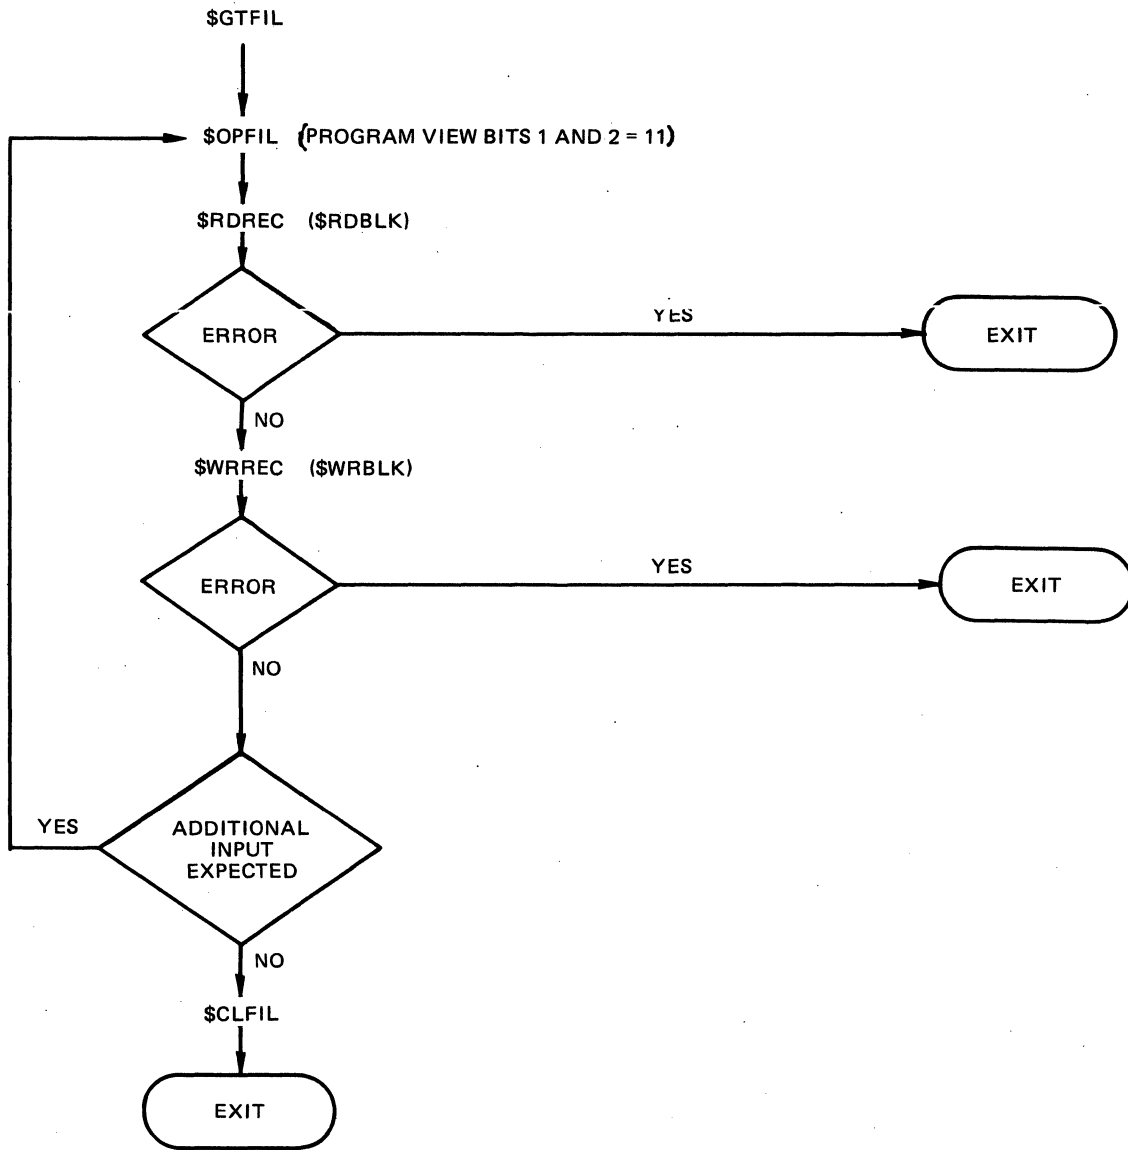 $GTFIL
$OPFIL (PROGRAM VIEW BITS 1 AND 2 = 11)
$RDREC ($RDBLK)
ERROR
YES
EXIT
NO
$WRREC ($WRBLK)
ERROR
YES
EXIT
NO
YES
ADDITIONAL
INPUT
EXPECTED
NO
$CLFIL
EXIT